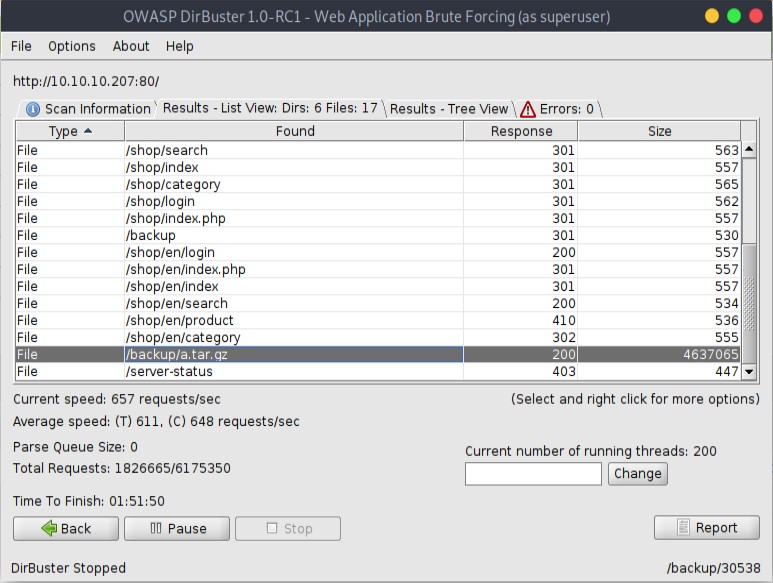 OWASP DirBuster 1.0-RC1 - Web Application Brute Forcing (as superuser)
File Options About Help
http://10.10.10.207:80/
Scan Information Results - List View: Dirs: 6 Files: 17 Results - Tree View Errors: 0
Type Found Response Size
File /shop/search 301 563
File /shop/index 301 557
File /shop/category 301 565
File /shop/login 301 562
File /shop/index.php 301 557
File /backup 301 530
File /shop/en/login 200 557
File /shop/en/index.php 301 557
File /shop/en/index 301 557
File /shop/en/search 200 534
File /shop/en/product 410 536
File /shop/en/category 302 555
File /backup/a.tar.gz 200 4637065
File /server-status 403 447
Current speed: 657 requests/sec (Select and right click for more options)
Average speed: (T) 611, (C) 648 requests/sec
Parse Queue Size: 0 Current number of running threads: 200
Total Requests: 1826665/6175350 Change
Time To Finish: 01:51:50
Back Pause Stop Report
DirBuster Stopped /backup/30538